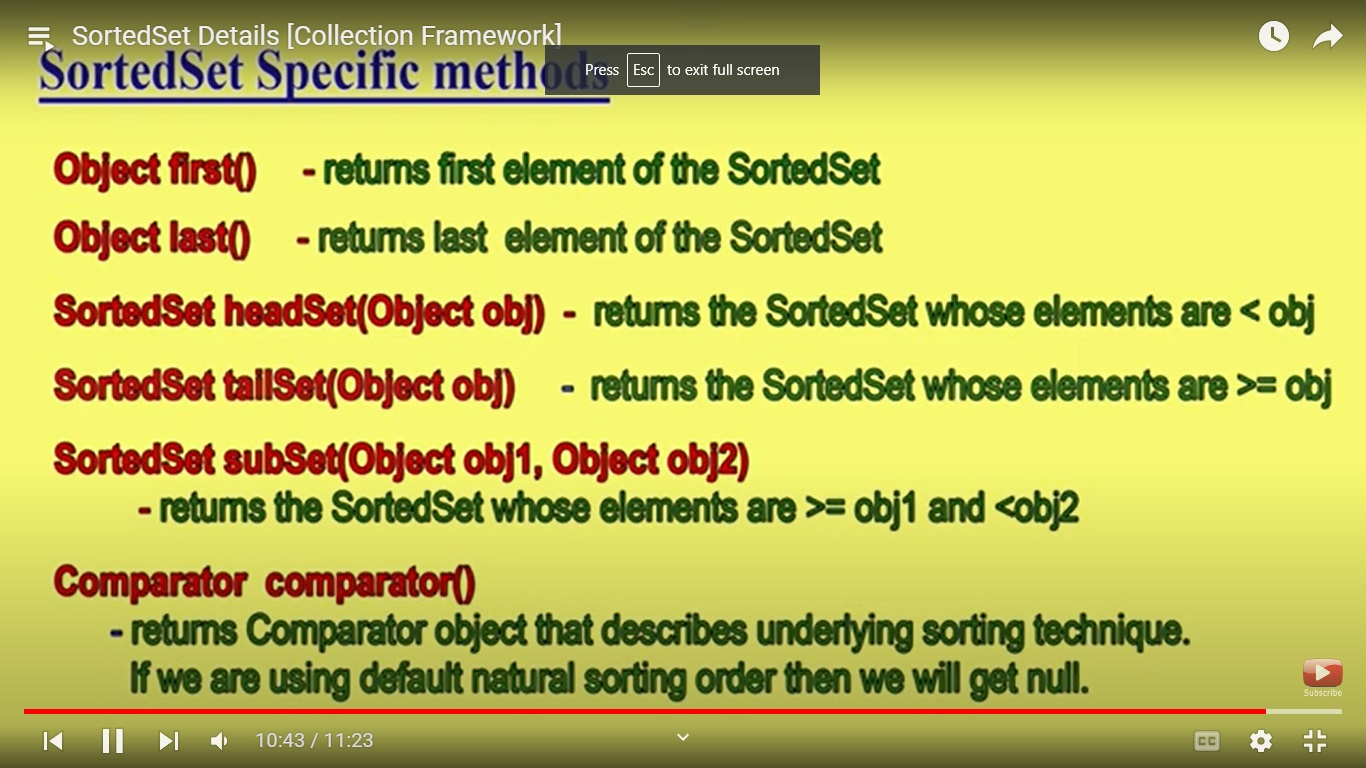 SortedSet Details [Collection Framework]
SortedSet Specific methods
Press Esc to exit full screen
Object first() - returns first element of the SortedSet
Object last() - returns last element of the SortedSet
SortedSet headSet(Object obj) - returns the SortedSet whose elements are < obj
SortedSet tailSet(Object obj) - returns the SortedSet whose elements are >= obj
SortedSet subSet(Object obj1, Object obj2)
- returns the SortedSet whose elements are >= obj1 and <obj2
Comparator comparator()
- returns Comparator object that describes underlying sorting technique.
If we are using default natural sorting order then we will get null.
Subscribe
10:43 / 11:23
CC